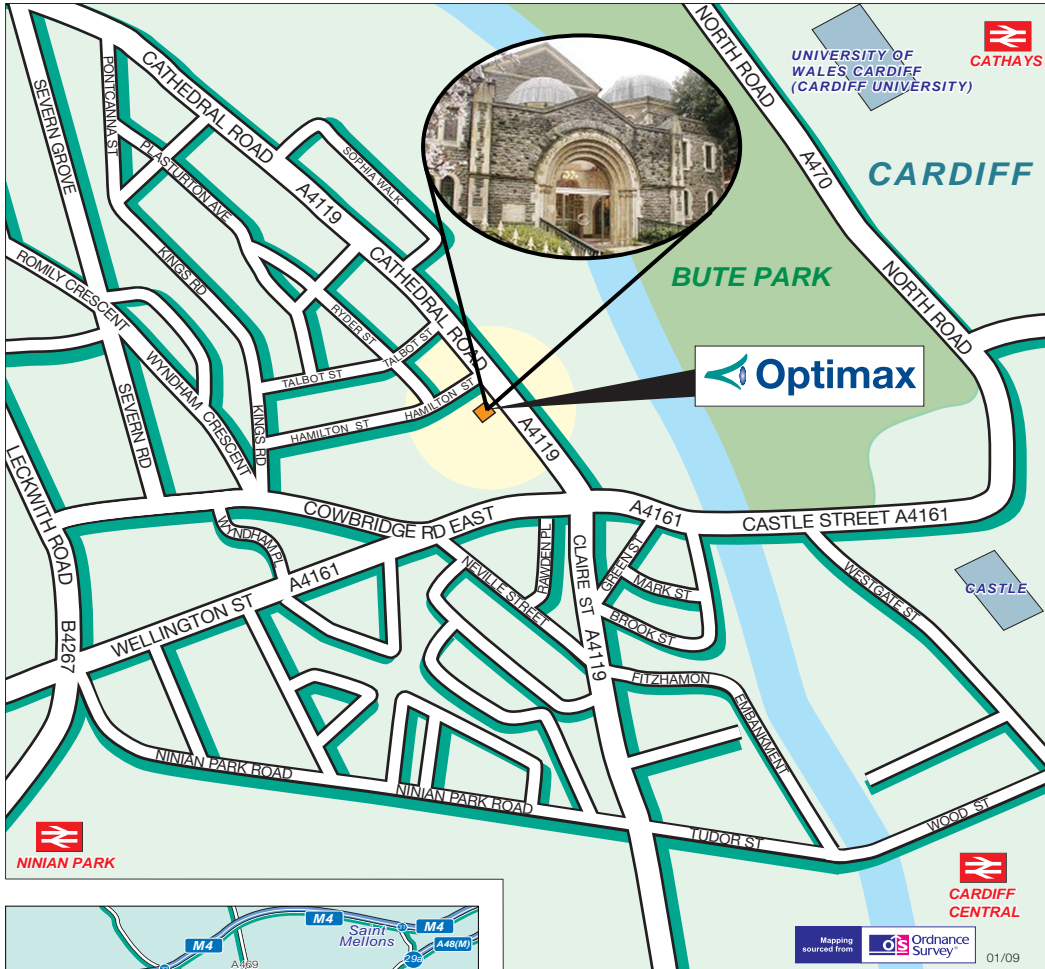 UNIVERSITY OF
WALES CARDIFF
(CARDIFF UNIVERSITY)
CATHAYS
NORTH ROAD
A470
CARDIFF
NORTH ROAD
BUTE PARK
SEVERN GROVE
PONTCANNA ST
CATHEDRAL ROAD
A4119
SOPHIA WALK
PLASTURTON AVE
KINGS RD
CATHEDRAL ROAD
ROMILY CRESCENT
RYDER ST
TALBOT ST
TALBOT ST
WYNDHAM CRESCENT
SEVERN RD
KINGS RD
HAMILTON ST
HAMILTON ST
Optimax
A4119
LECKWITH ROAD
B4267
COWBRIDGE RD EAST
A4161
CASTLE STREET A4161
WYNDHAM PL
A4161
WELLINGTON ST
NEVILLE STREET
RAWDEN PL
CLAIRE ST
A4119
GREEN ST
MARK ST
BROOK ST
WESTGATE ST
CASTLE
FITZHAMON
EMBANKMENT
NINIAN PARK ROAD
NINIAN PARK ROAD
TUDOR ST
WOOD ST
NINIAN PARK
CARDIFF
CENTRAL
M4
M4
M4
Saint
Mellons
A48(M)
29a
A469
Mapping
sourced from
OS
Ordnance
Survey®
01/09